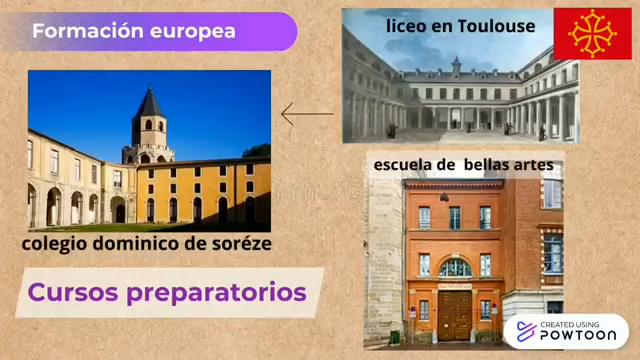 Formación europea
liceo en Toulouse
escuela de bellas artes
colegio dominico de soréze
Cursos preparatorios
CREATED USING
POWTOON